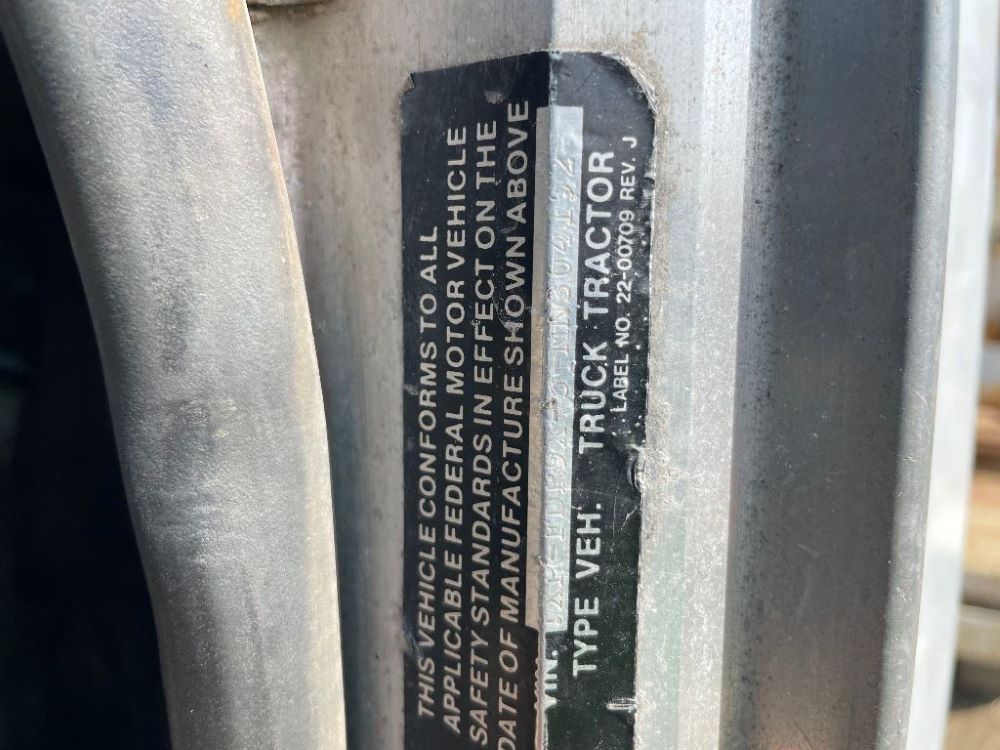 THIS VEHICLE CONFORMS TO ALL
APPLICABLE FEDERAL MOTOR VEHICLE
SAFETY STANDARDS IN EFFECT ON THE
DATE OF MANUFACTURE SHOWN ABOVE
VIN.
TYPE VEH. TRUCK TRACTOR
LABEL NO. 22-00709 REV. J